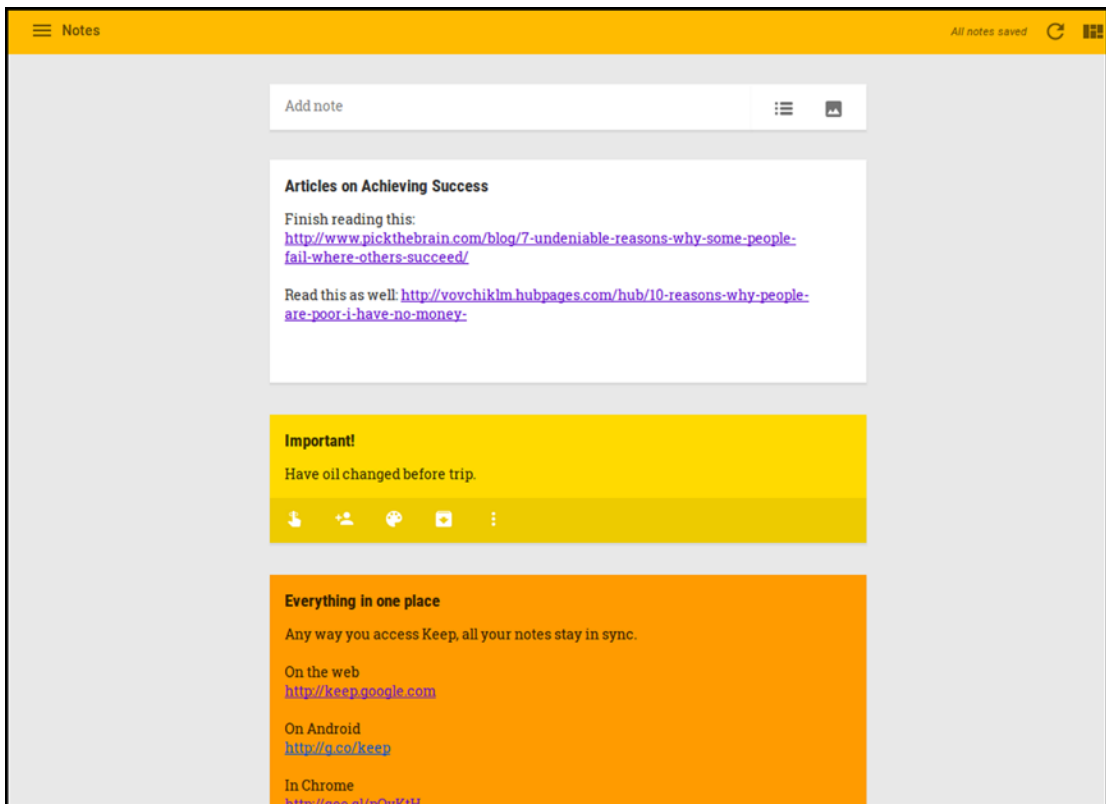 Notes
All notes saved
Add note
Articles on Achieving Success
Finish reading this:
http://www.pickthebrain.com/blog/7-undeniable-reasons-why-some-people-
fail-where-others-succeed/
Read this as well: http://vovchiklm.hubpages.com/hub/10-reasons-why-people-
are-poor-i-have-no-money-
Important!
Have oil changed before trip.
Everything in one place
Any way you access Keep, all your notes stay in sync.
On the web
http://keep.google.com
On Android
http://g.co/keep
In Chrome